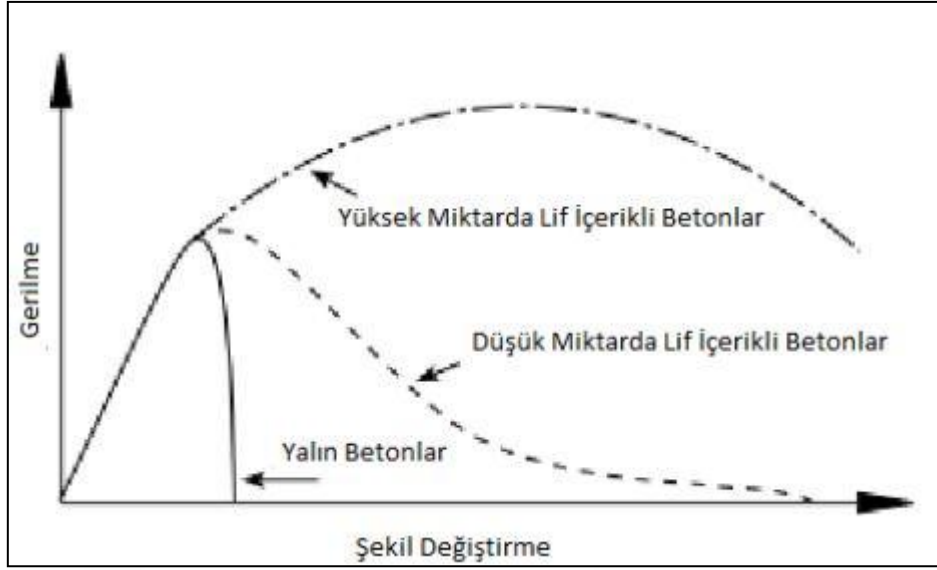 Yüksek Miktarda Lif İçerikli Betonlar
Gerilme
Düşük Miktarda Lif İçerikli Betonlar
Yalın Betonlar
Şekil Değiştirme